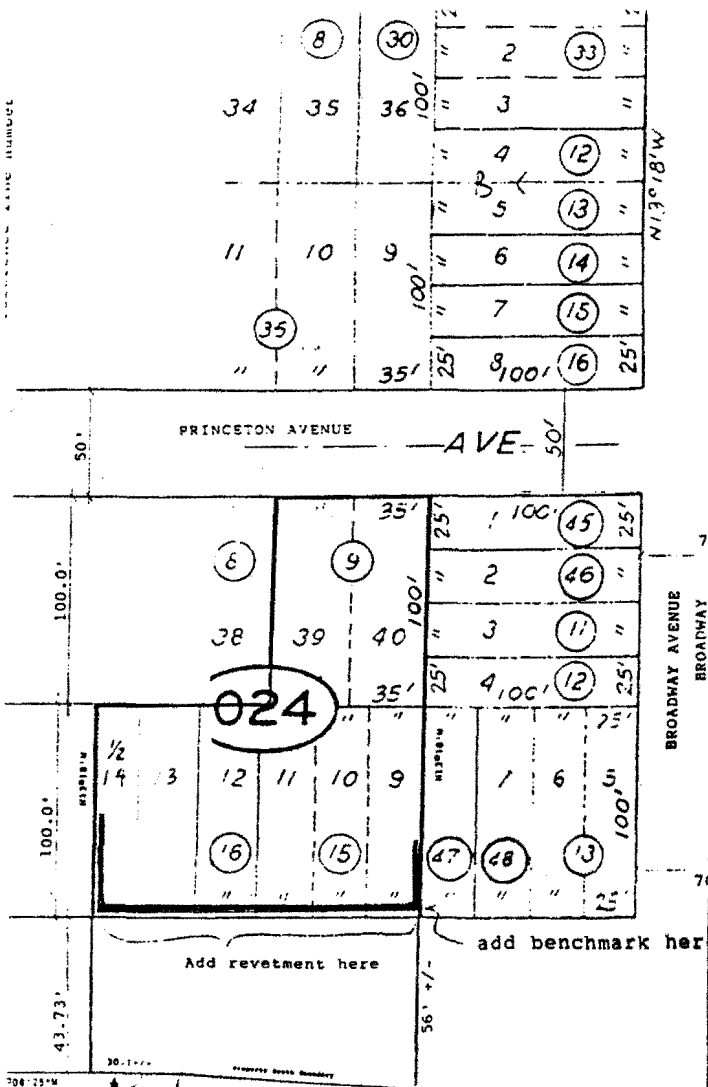 8 30
" 2 33 "
34 35 36 100' " 3 "
" 4 12 "
B
N13°18'W
" 5 13 "
11 10 9 100' " 6 14 "
" 7 15 "
35
" " 35' 25' 8 100' 16 25'
50' PRINCETON AVENUE AVE. 50'
" 35' 25' 1 100' 45 25'
8 9
100.0' 100' " 2 46 "
38 39 40 " 3 11 "
35' 25' 4 100' 12 25'
024
BROADWAY AVENUE
BROADWAY
" " " " " 25'
1/2
14 13 12 11 10 9 7 6 5
100.0' 100'
16 15 47 48 13
" " " " " " 25'
add benchmark her
Add revetment here
43.73' 56' +/-
Property South Boundary